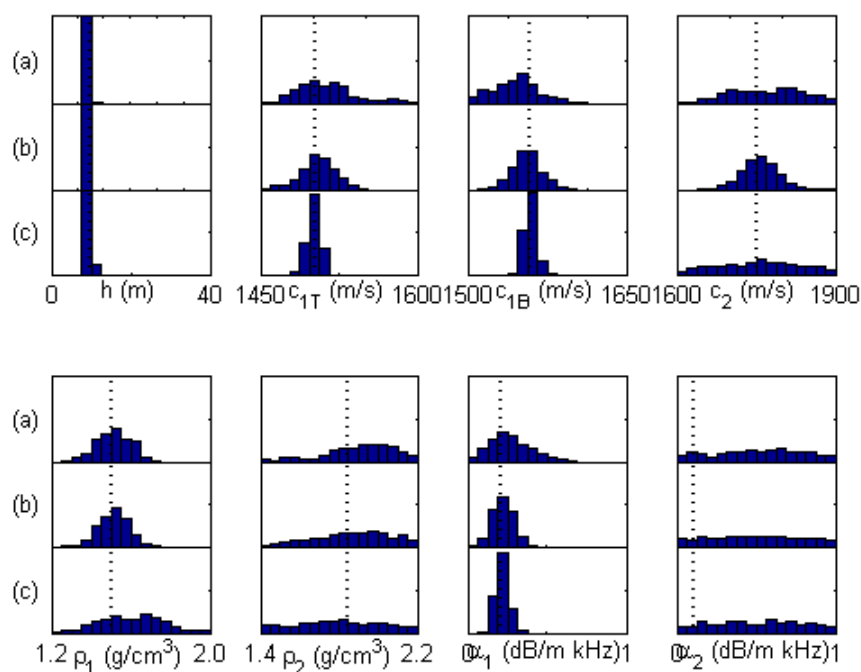 (a)
(b)
(c)
0 h (m) 40 1450 c1T (m/s) 1600 1500 c1B (m/s) 1650 1600 c2 (m/s) 1900
(a)
(b)
(c)
1.2 ρ1 (g/cm3) 2.0 1.4 ρ2 (g/cm3) 2.2 0 α1 (dB/m kHz) 1 0 α2 (dB/m kHz) 1